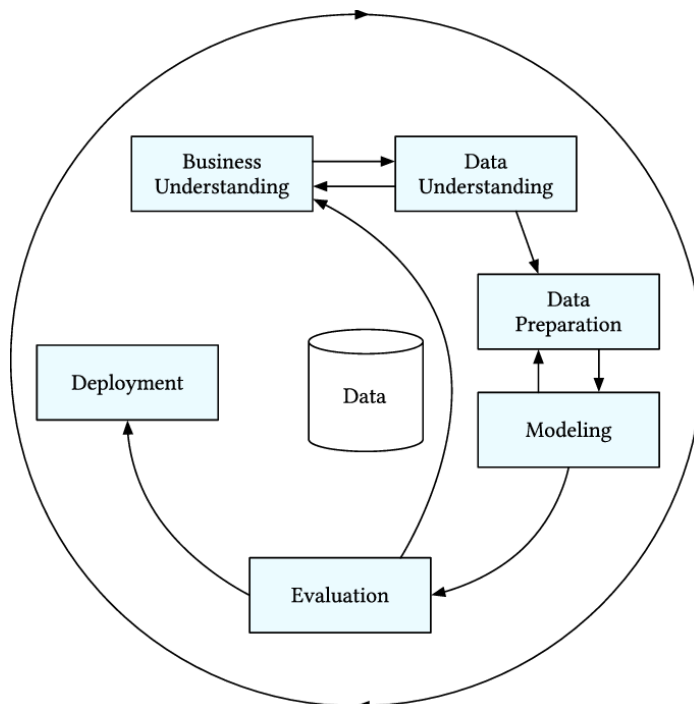 Business
Understanding
Data
Understanding
Data
Preparation
Deployment
Data
Modeling
Evaluation